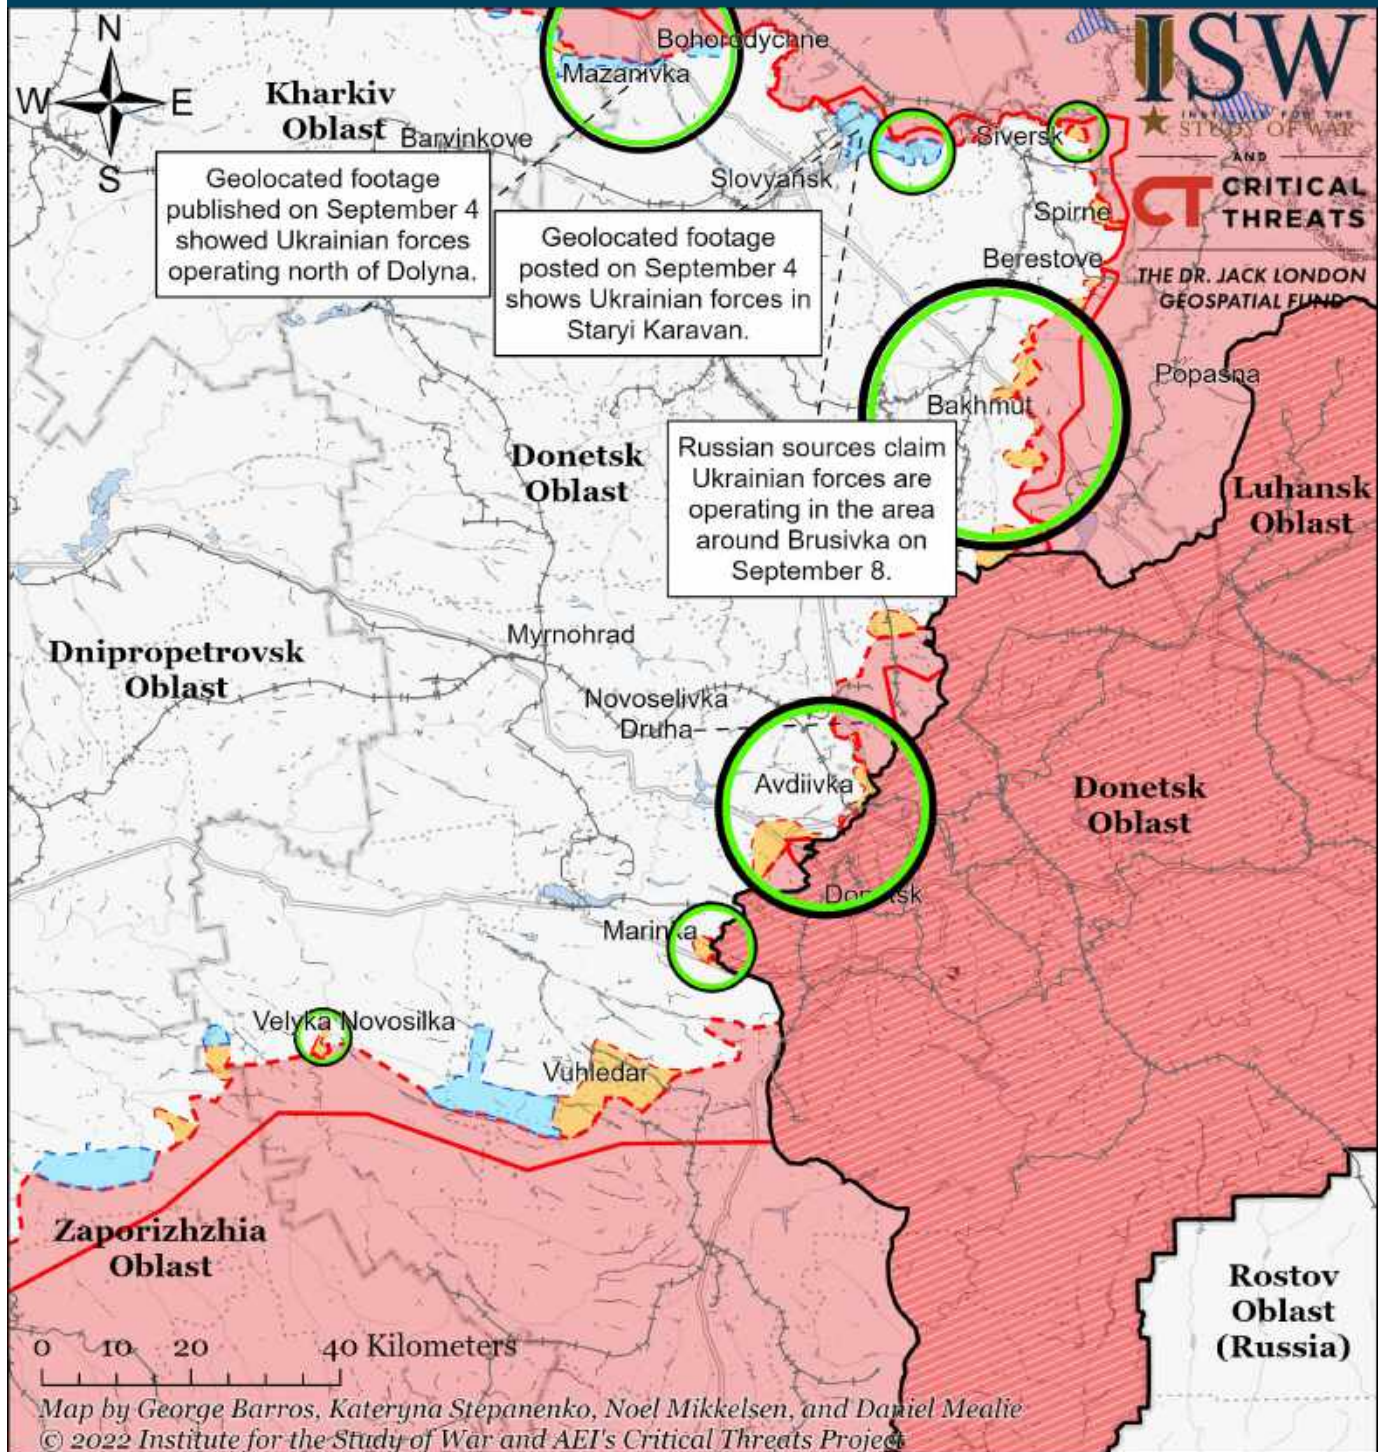 N
W
E
S
Kharkiv
Oblast
Barvinkove
Bohorodychne
Mazanivka
Slovyansk
Siversk
Spirne
Berestove
ISW
INSTITUTE FOR THE
STUDY OF WAR
AND
CT CRITICAL
THREATS
THE DR. JACK LONDON
GEOSPATIAL FUND
Geolocated footage
published on September 4
showed Ukrainian forces
operating north of Dolyna.
Geolocated footage
posted on September 4
shows Ukrainian forces in
Staryi Karavan.
Popasna
Bakhmut
Donetsk
Oblast
Russian sources claim
Ukrainian forces are
operating in the area
around Brusivka on
September 8.
Luhansk
Oblast
Dnipropetrovsk
Oblast
Myrnohrad
Novoselivka
Druha
Avdiivka
Donetsk
Oblast
Donetsk
Marinka
Velyka Novosilka
Vuhledar
Zaporizhzhia
Oblast
Rostov
Oblast
(Russia)
0 10 20 40 Kilometers
Map by George Barros, Kateryna Stepanenko, Noel Mikkelsen, and Daniel Mealie
© 2022 Institute for the Study of War and AEI's Critical Threats Project